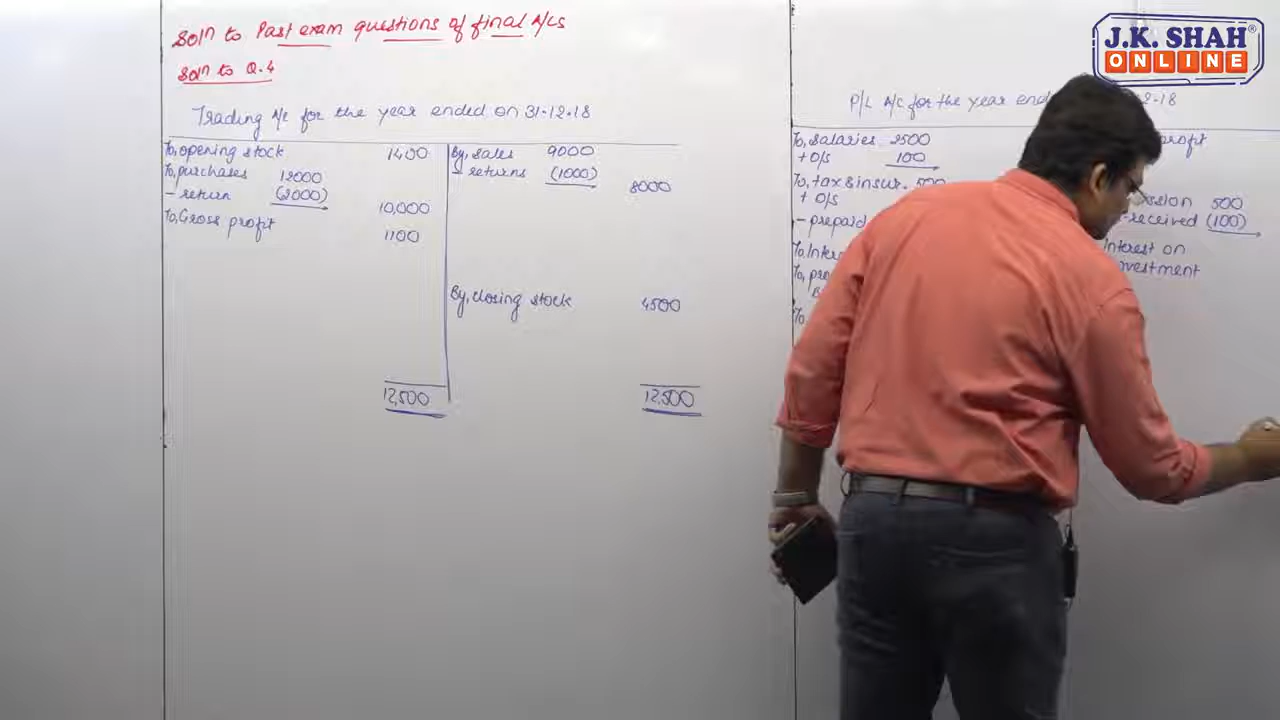 Solⁿ to Past exam questions of final A/cs
Solⁿ to Q.4
Trading A/c for the year ended on 31-12-18
To, opening stock 1400
To, purchases 12000
- return (2000) 10,000
To, Gross profit 1100
12,500
By, sales 9000
- returns (1000) 8000
By, closing stock 4500
12,500
J.K. SHAH®
ONLINE
P/L A/c for the year 2-18
To, salaries 2500
+ O/s 100
To, tax & insur. 500
+ O/s
- prepaid
500
received (100)
Interest on